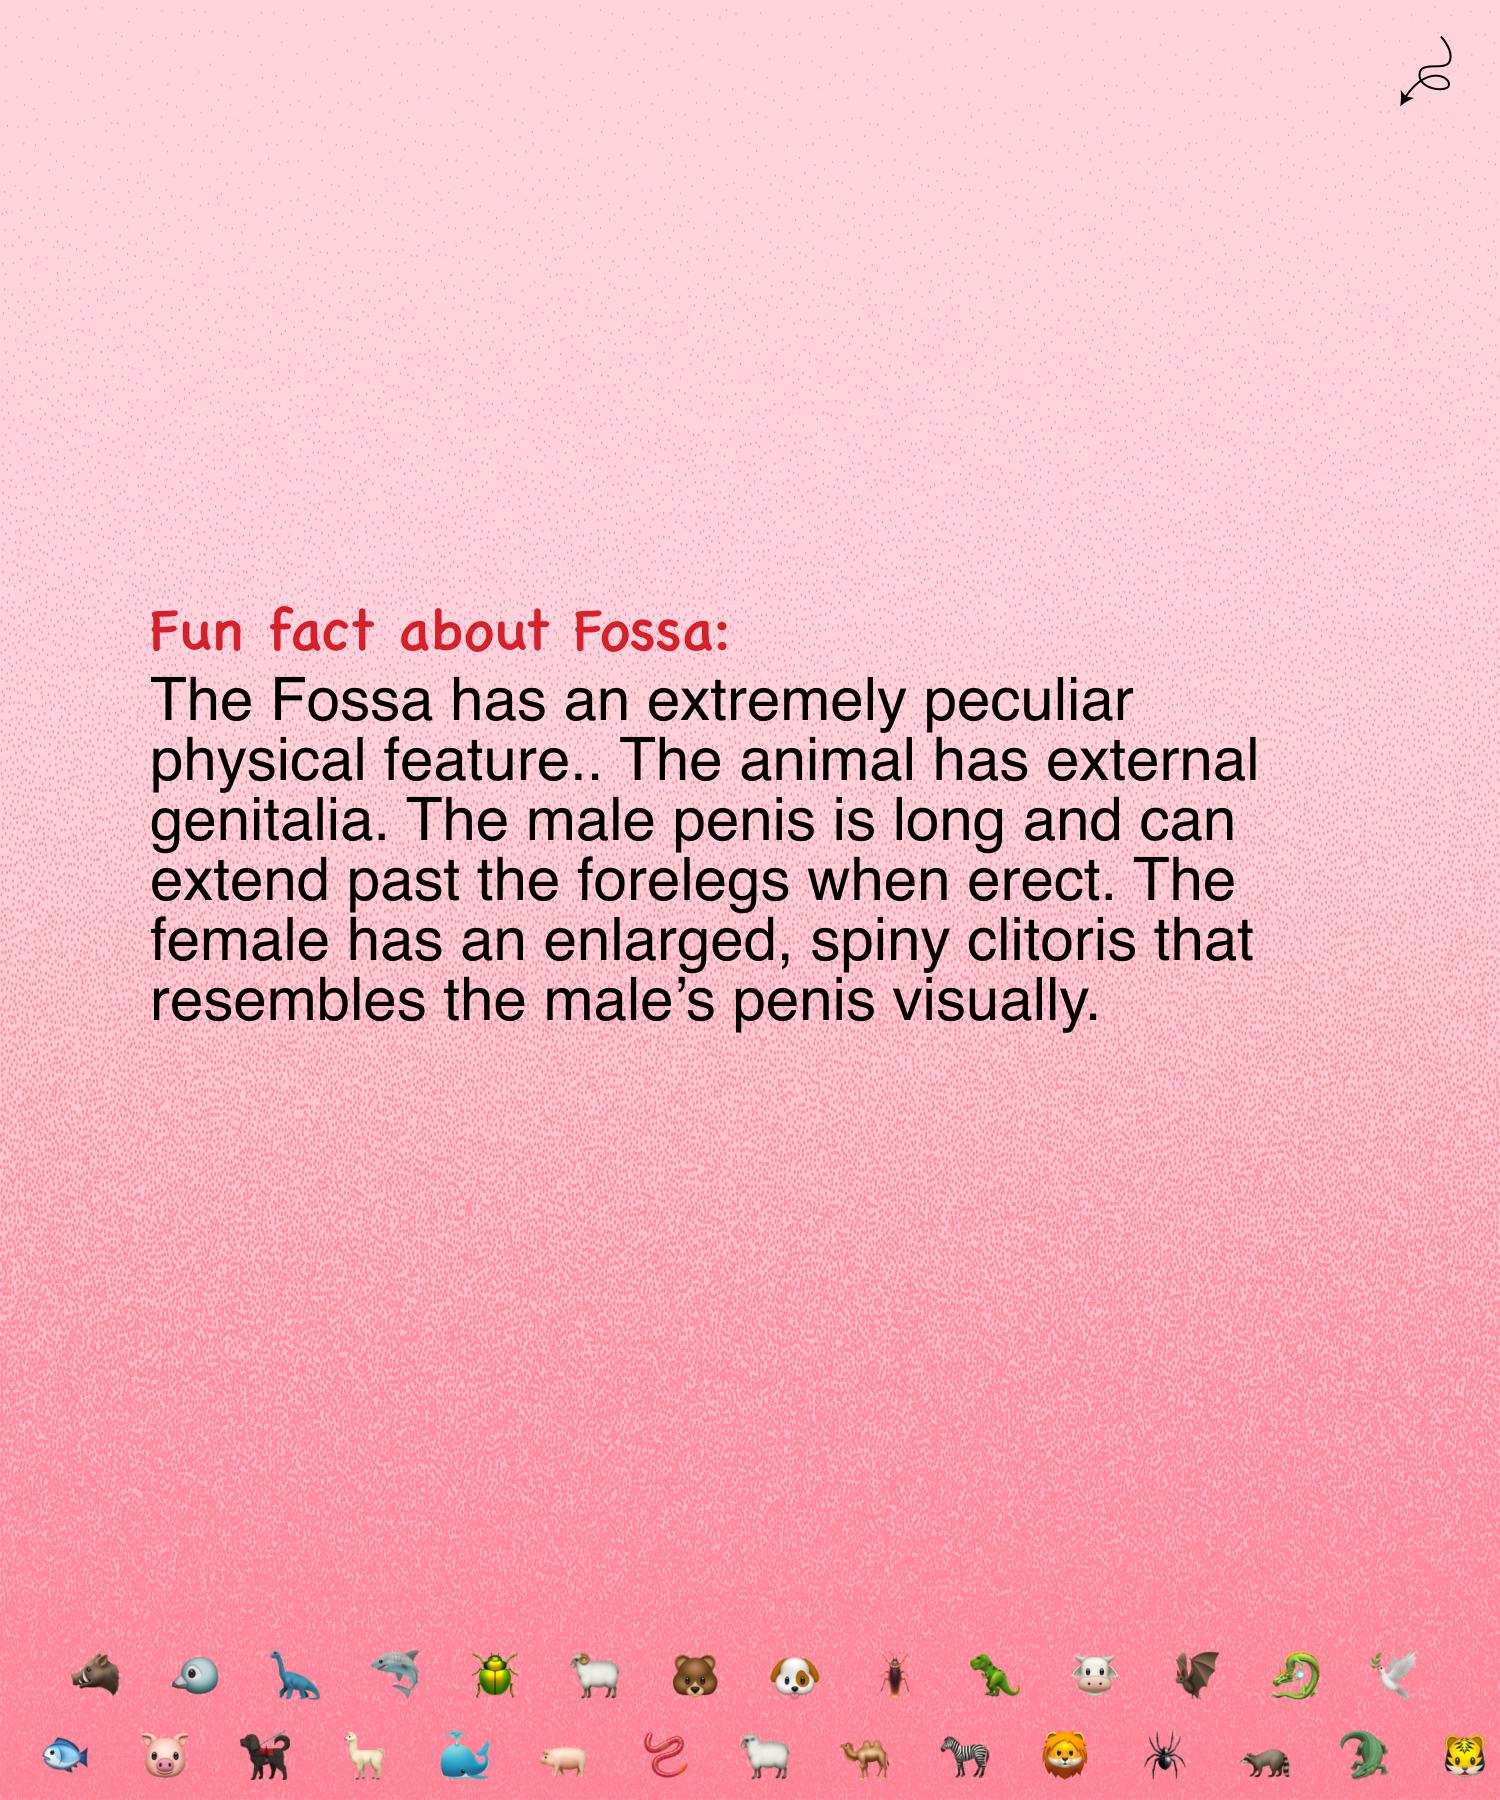 Fun fact about Fossa:
The Fossa has an extremely peculiar
physical feature.. The animal has external
genitalia. The male penis is long and can
extend past the forelegs when erect. The
female has an enlarged, spiny clitoris that
resembles the male’s penis visually.